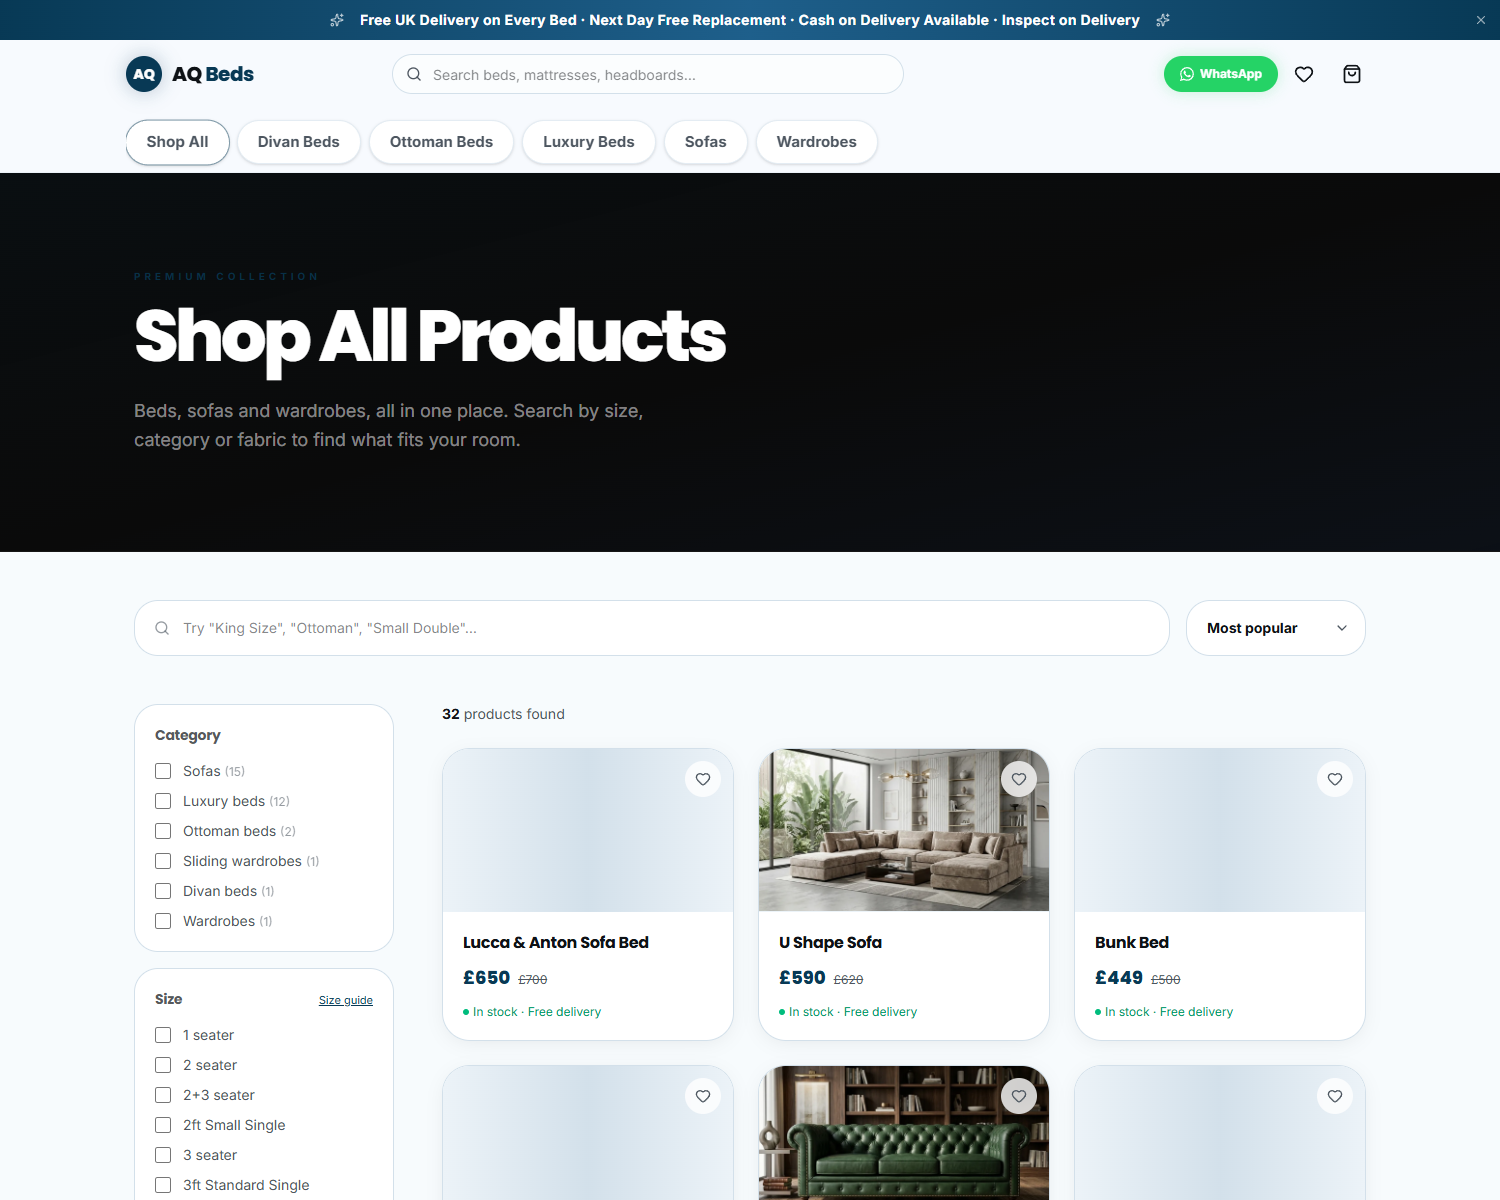 Free UK Delivery on Every Bed · Next Day Free Replacement · Cash on Delivery Available · Inspect on Delivery
AQ AQ Beds
Search beds, mattresses, headboards...
WhatsApp
Shop All
Divan Beds
Ottoman Beds
Luxury Beds
Sofas
Wardrobes
PREMIUM COLLECTION
Shop All Products
Beds, sofas and wardrobes, all in one place. Search by size,
category or fabric to find what fits your room.
Try "King Size", "Ottoman", "Small Double"...
Most popular
Category
Sofas (15)
Luxury beds (12)
Ottoman beds (2)
Sliding wardrobes (1)
Divan beds (1)
Wardrobes (1)
Size
Size guide
1 seater
2 seater
2+3 seater
2ft Small Single
3 seater
3ft Standard Single
32 products found
Lucca & Anton Sofa Bed
£650 £700
In stock · Free delivery
U Shape Sofa
£590 £620
In stock · Free delivery
Bunk Bed
£449 £500
In stock · Free delivery